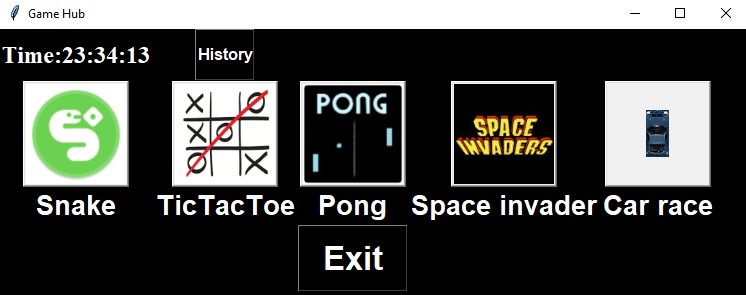 Game Hub
Time:23:34:13
History
PONG
SPACE
INVADERS
Snake
TicTacToe
Pong
Space invader
Car race
Exit